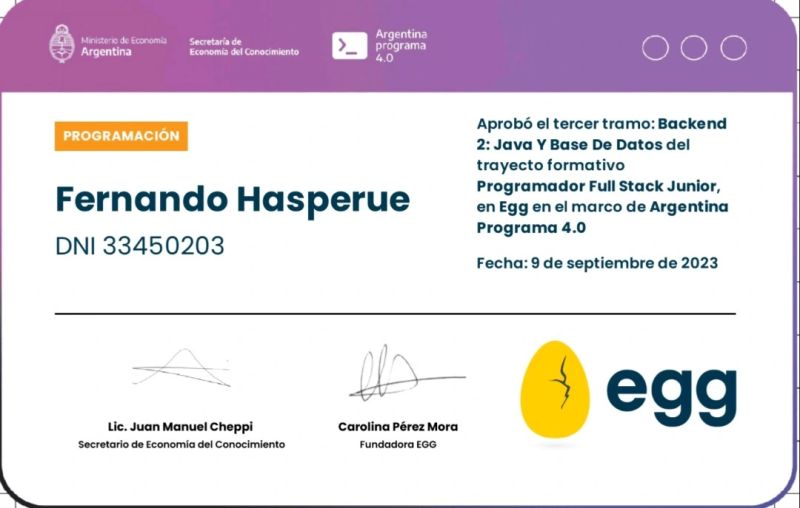 Ministerio de Economía
Argentina
Secretaría de
Economía del Conocimiento
Argentina
programa
4.0
PROGRAMACIÓN
Fernando Hasperue
DNI 33450203
Aprobó el tercer tramo: Backend
2: Java Y Base De Datos del
trayecto formativo
Programador Full Stack Junior,
en Egg en el marco de Argentina
Programa 4.0
Fecha: 9 de septiembre de 2023
Lic. Juan Manuel Cheppi
Secretario de Economía del Conocimiento
Carolina Pérez Mora
Fundadora EGG
egg